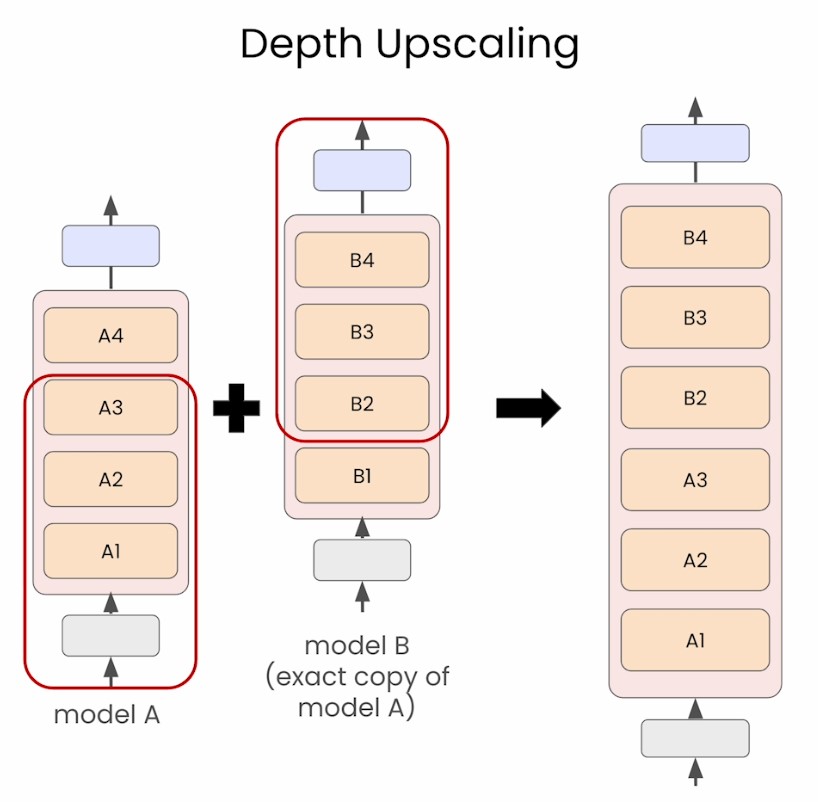 Depth Upscaling
A4
A3
A2
A1
model A
B4
B3
B2
B1
model B
(exact copy of
model A)
B4
B3
B2
A3
A2
A1